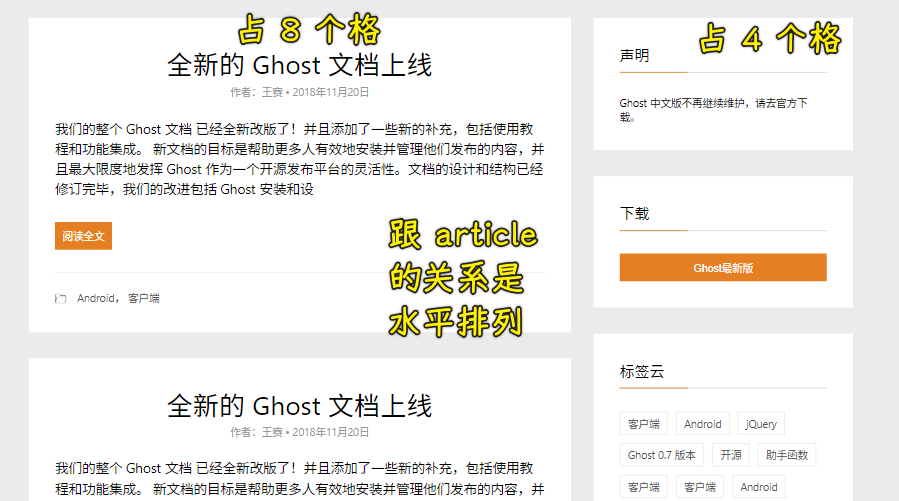 占 8 个格
全新的 Ghost 文档上线
作者：王赛 • 2018年11月20日
我们的整个 Ghost 文档 已经全新改版了！并且添加了一些新的补充，包括使用教
程和功能集成。 新文档的目标是帮助更多人有效地安装并管理他们发布的内容，并
且最大限度地发挥 Ghost 作为一个开源发布平台的灵活性。文档的设计和结构已经
修订完毕，我们的改进包括 Ghost 安装和设
阅读全文
跟 article
的关系是
水平排列
Android， 客户端
全新的 Ghost 文档上线
作者：王赛 • 2018年11月20日
我们的整个 Ghost 文档 已经全新改版了！并且添加了一些新的补充，包括使用教
程和功能集成。 新文档的目标是帮助更多人有效地安装并管理他们发布的内容，并
占 4 个格
声明
Ghost 中文版不再继续维护，请去官方下
载。
下载
Ghost最新版
标签云
客户端 Android jQuery
Ghost 0.7 版本 开源 助手函数
客户端 客户端 Android